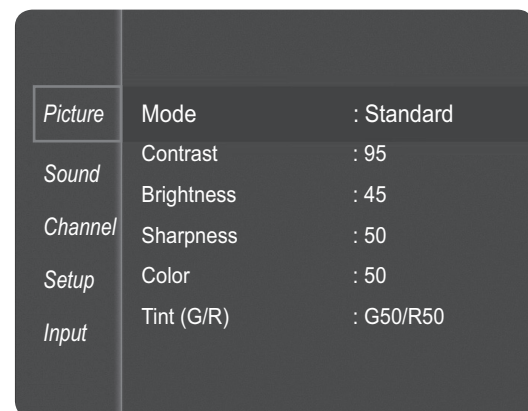 Picture
Sound
Channel
Setup
Input
Mode : Standard
Contrast : 95
Brightness : 45
Sharpness : 50
Color : 50
Tint (G/R) : G50/R50